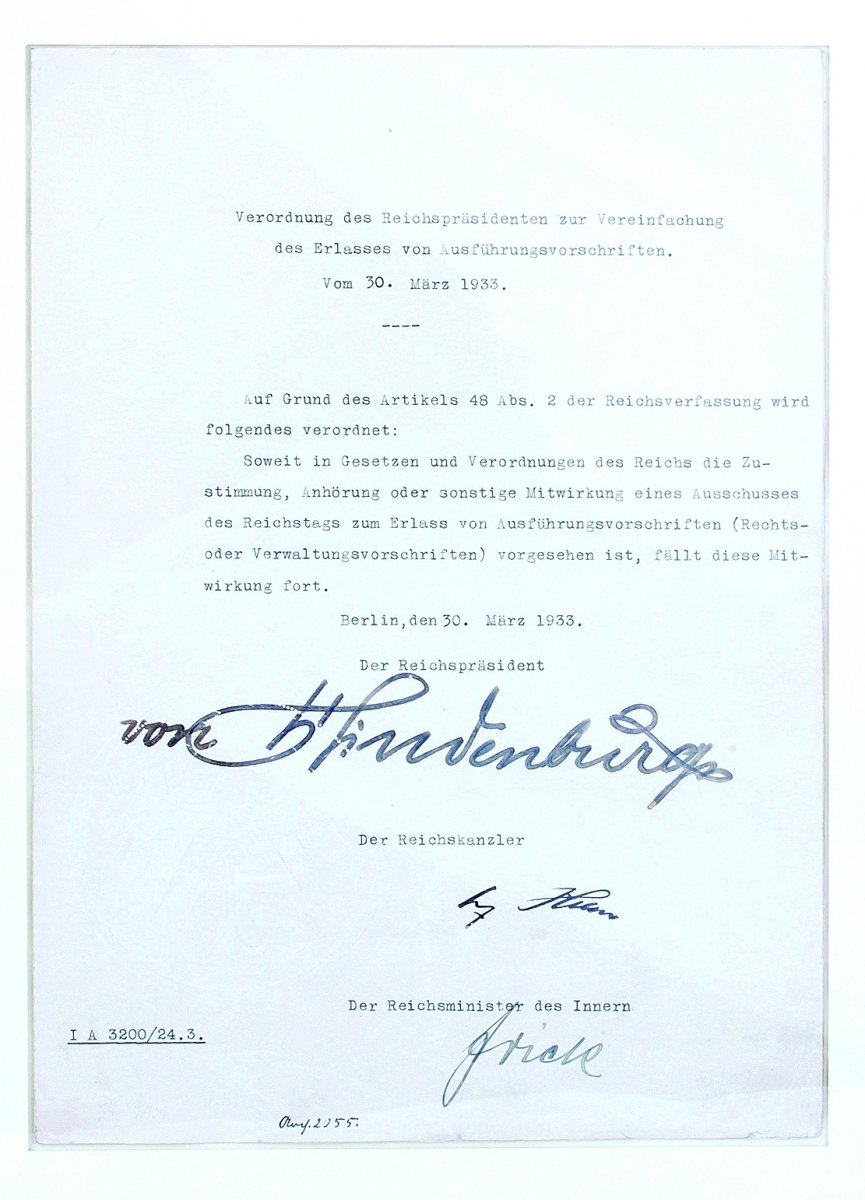 Verordnung des Reichspräsidenten zur Vereinfachung
des Erlasses von Ausführungsvorschriften.
Vom 30. März 1933.
----
Auf Grund des Artikels 48 Abs. 2 der Reichsverfassung wird
folgendes verordnet:
Soweit in Gesetzen und Verordnungen des Reichs die Zu-
stimmung, Anhörung oder sonstige Mitwirkung eines Ausschusses
des Reichstags zum Erlass von Ausführungsvorschriften (Rechts-
oder Verwaltungsvorschriften) vorgesehen ist, fällt diese Mit-
wirkung fort.
Berlin,den 30. März 1933.
Der Reichspräsident
von Hindenburg
Der Reichskanzler
Der Reichsminister des Innern
Frick
I A 3200/24.3.